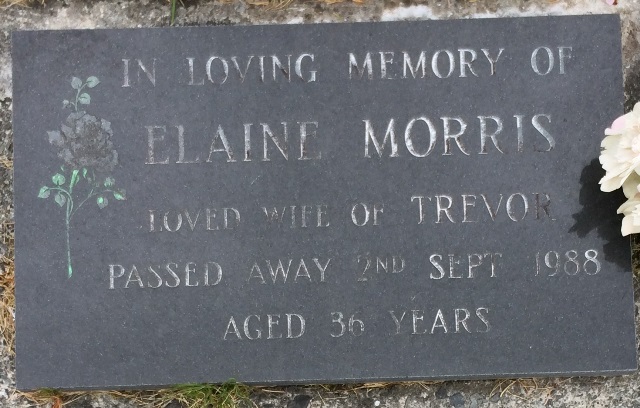 IN LOVING MEMORY OF
ELAINE MORRIS
LOVED WIFE OF TREVOR
PASSED AWAY 2ND SEPT 1988
AGED 36 YEARS